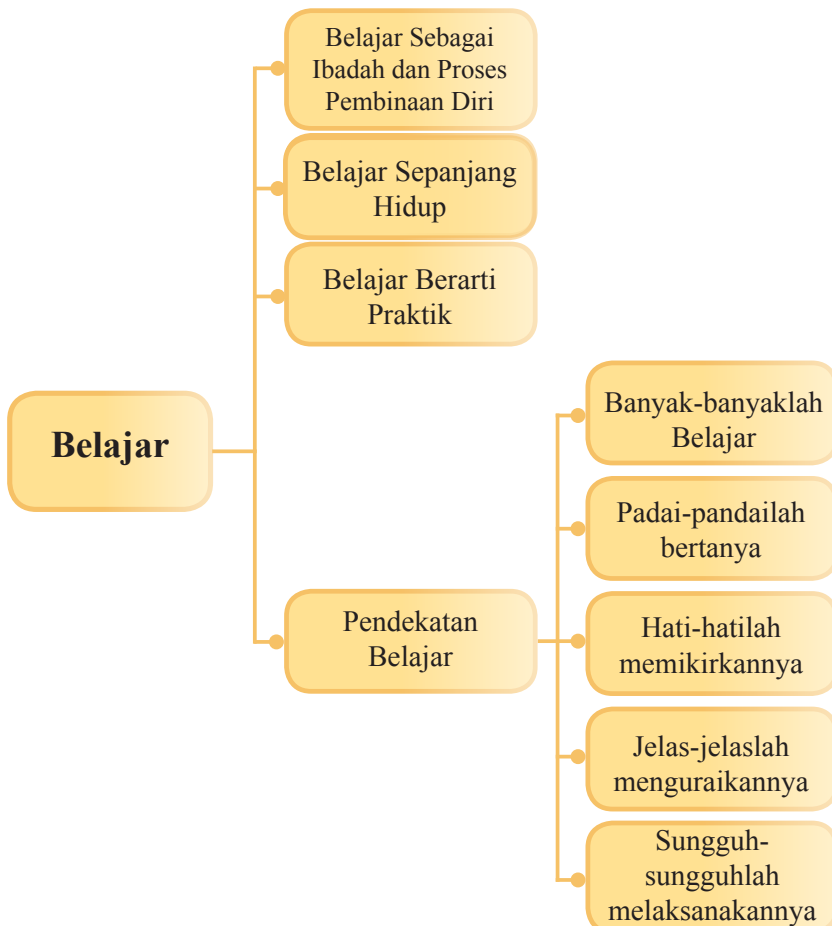 Belajar Sebagai
Ibadah dan Proses
Pembinaan Diri
Belajar Sepanjang
Hidup
Belajar Berarti
Praktik
Belajar
Pendekatan
Belajar
Banyak-banyaklah
Belajar
Padai-pandailah
bertanya
Hati-hatilah
memikirkannya
Jelas-jelaslah
menguraikannya
Sungguh-
sungguhlah
melaksanakannya